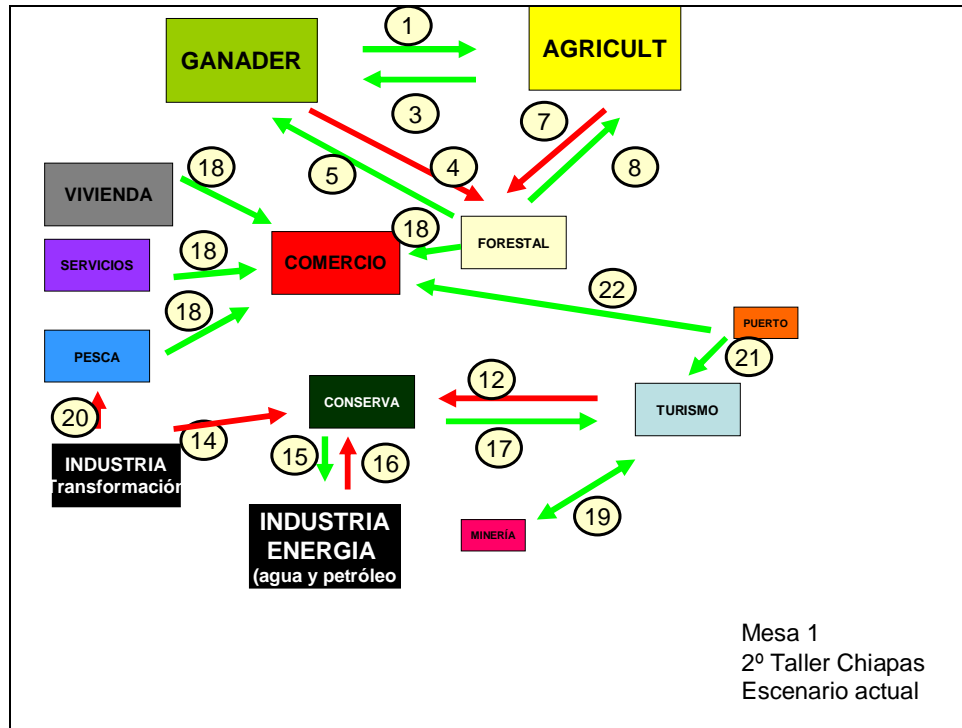 1
GANADER
AGRICULT
3
7
4
5
8
18
VIVIENDA
18
FORESTAL
18
SERVICIOS
COMERCIO
22
18
PUERTO
PESCA
21
12
CONSERVA
TURISMO
20
14
15
16
17
INDUSTRIA
Transformación
INDUSTRIA
ENERGIA
(agua y petróleo
19
MINERÍA
Mesa 1
2º Taller Chiapas
Escenario actual